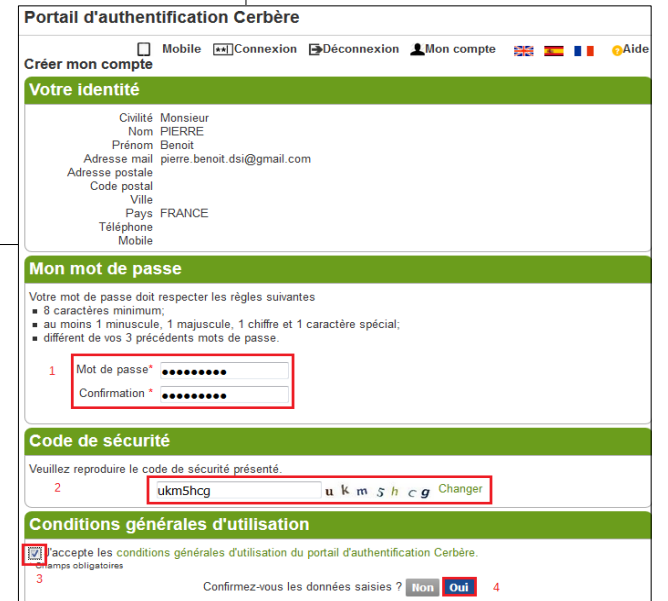 Portail d'authentification Cerbère
Mobile Connexion Déconnexion Mon compte Aide
Créer mon compte
Votre identité
Civilité Monsieur
Nom PIERRE
Prénom Benoit
Adresse mail pierre.benoit.dsi@gmail.com
Adresse postale
Code postal
Ville
Pays FRANCE
Téléphone
Mobile
Mon mot de passe
Votre mot de passe doit respecter les règles suivantes
8 caractères minimum;
au moins 1 minuscule, 1 majuscule, 1 chiffre et 1 caractère spécial;
différent de vos 3 précédents mots de passe.
1 Mot de passe* ●●●●●●●●●
Confirmation * ●●●●●●●●●
Code de sécurité
Veuillez reproduire le code de sécurité présenté.
2 ukm5hcg u k m 5 h c g Changer
Conditions générales d'utilisation
J'accepte les conditions générales d'utilisation du portail d'authentification Cerbère.
Champs obligatoires
3
Confirmez-vous les données saisies ? Non Oui 4